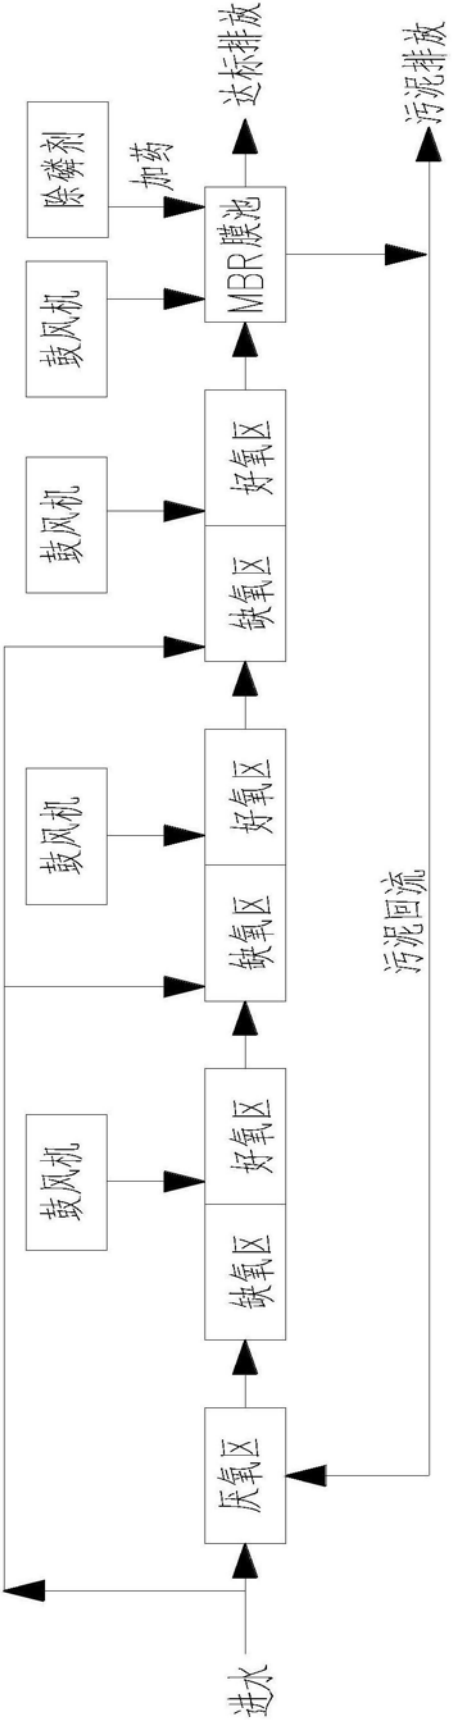 进水
厌氧区
缺氧区
好氧区
鼓风机
缺氧区
好氧区
鼓风机
缺氧区
好氧区
鼓风机
MBR膜池
鼓风机
除磷剂
加药
达标排放
污泥回流
污泥排放